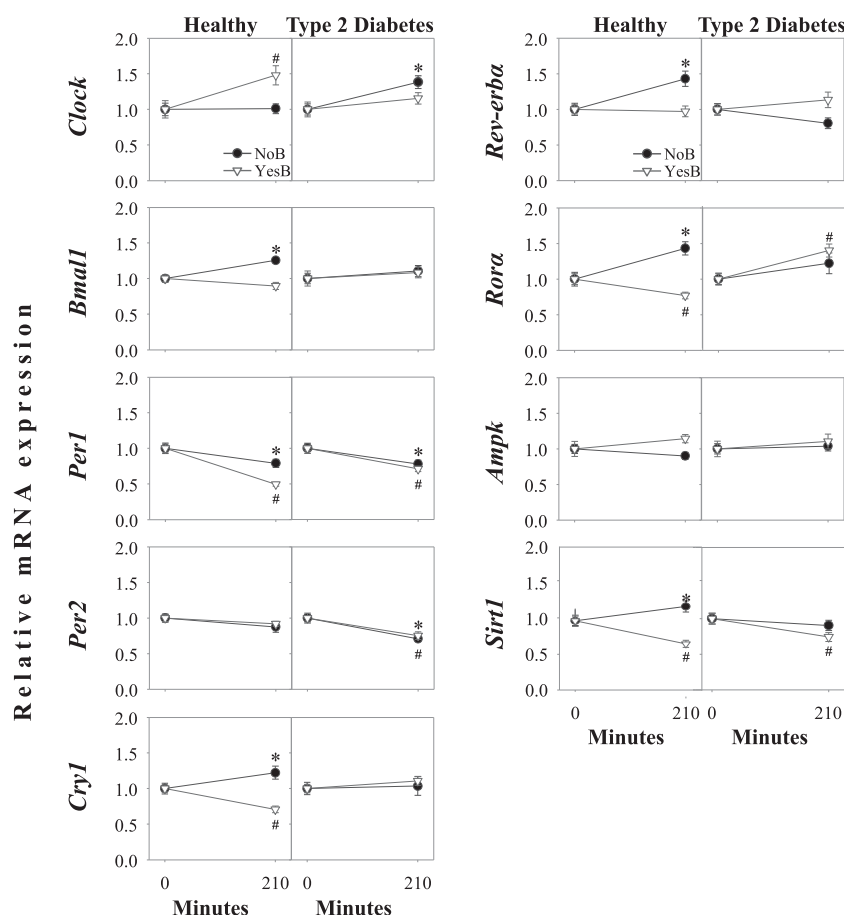 Healthy Type 2 Diabetes
Relative mRNA expression
Clock
2.0
1.5 #
*
1.0
0.5
0.0
NoB
YesB
Bmal1
2.0
1.5
*
1.0
0.5
0.0
Per1
2.0
1.5
1.0
* *
0.5
# #
0.0
Per2
2.0
1.5
1.0
*
0.5
#
0.0
Cry1
2.0
1.5
*
1.0
0.5
#
0.0
0 210 0 210
Minutes Minutes
Healthy Type 2 Diabetes
Rev-erbα
2.0
*
1.5
1.0
0.5
0.0
NoB
YesB
Rorα
2.0
* #
1.5
1.0
0.5
#
0.0
Ampk
2.0
1.5
1.0
0.5
0.0
Sirt1
2.0
1.5
*
1.0
0.5
# #
0.0
0 210 0 210
Minutes Minutes